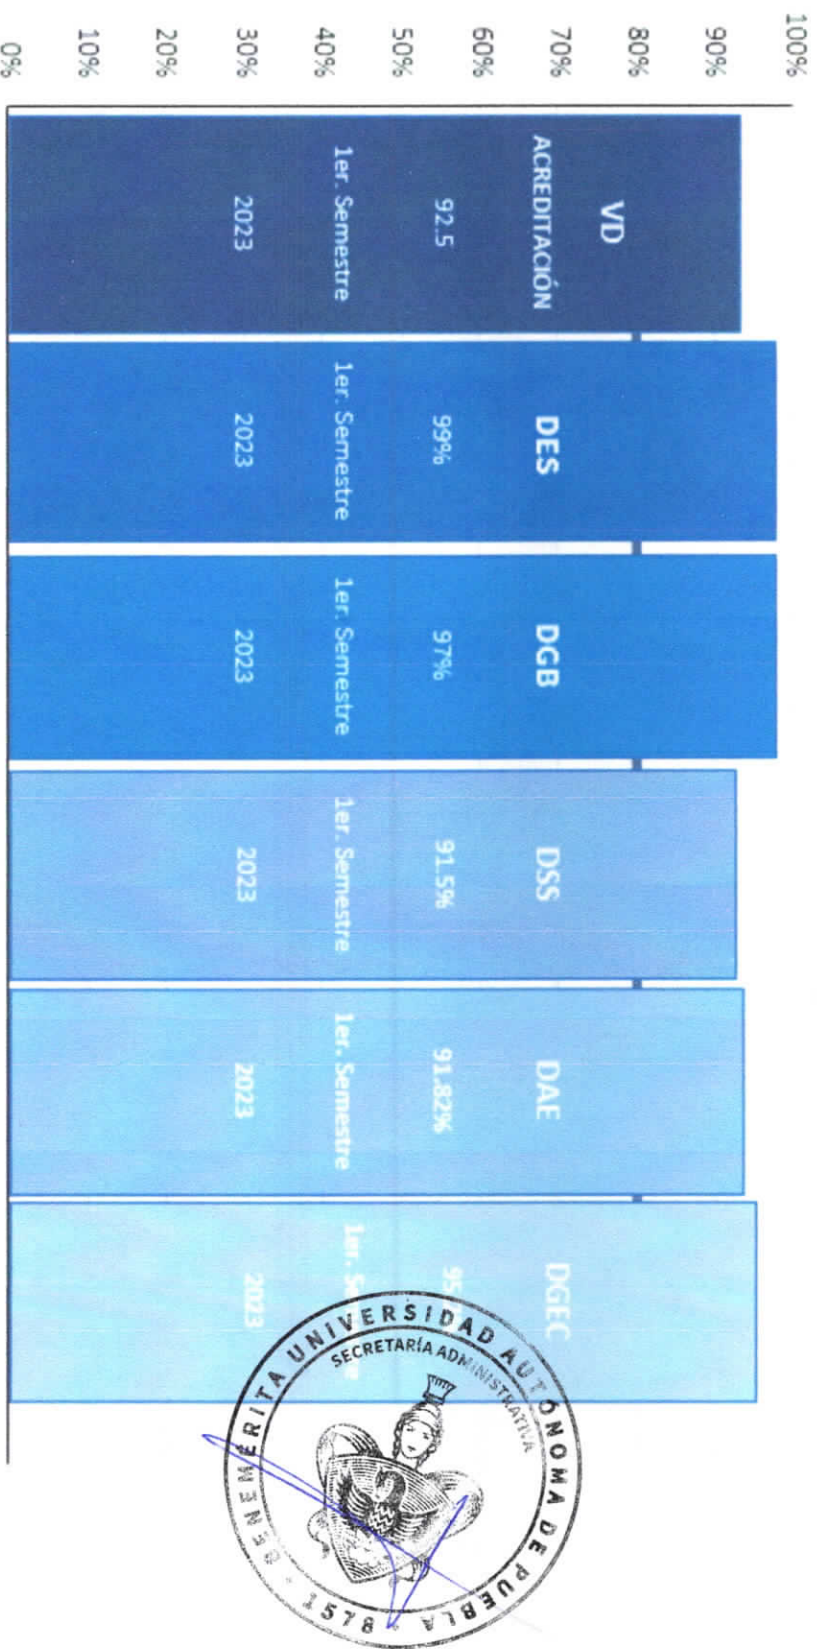 100%
90%
80%
70%
60%
50%
40%
30%
20%
10%
0%
VD
ACREDITACIÓN
92.5
1er. Semestre
2023
DES
99%
1er. Semestre
2023
DGB
97%
1er. Semestre
2023
DSS
91.5%
1er. Semestre
2023
DAE
91.82%
1er. Semestre
2023
DGEC
1er.
2023
BENEMÉRITA UNIVERSIDAD AUTÓNOMA DE PUEBLA
SECRETARÍA ADMINISTRATIVA
1578